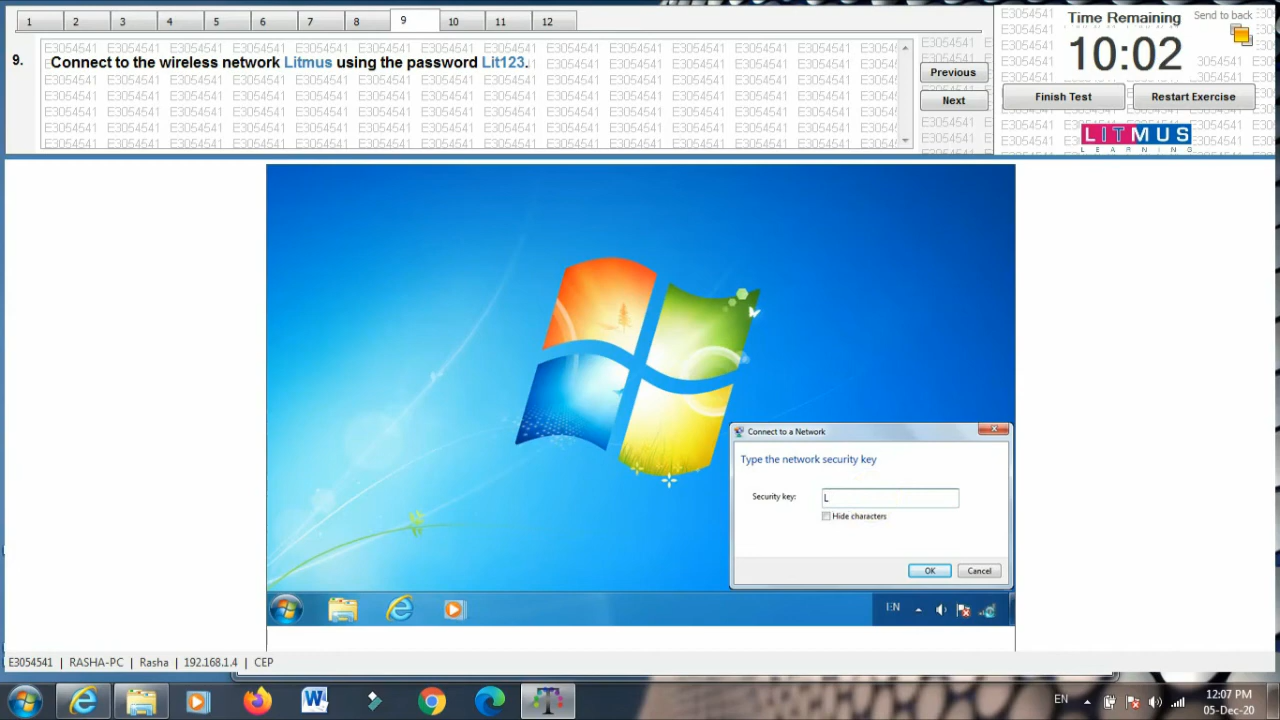 1 2 3 4 5 6 7 8 9 10 11 12
9. Connect to the wireless network Litmus using the password Lit123.
Previous
Next
Time Remaining
Send to back
10:02
Finish Test
Restart Exercise
LITMUS
LEARNING
E3054541
Connect to a Network
Type the network security key
Security key: L
Hide characters
OK Cancel
EN
E3054541 | RASHA-PC | Rasha | 192.168.1.4 | CEP
EN
12:07 PM
05-Dec-20